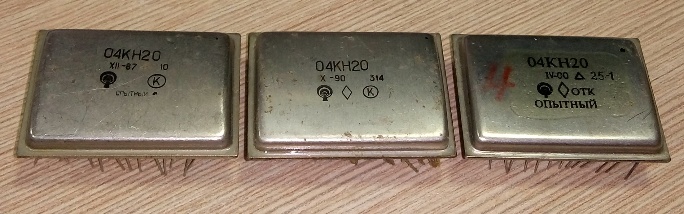 04КН20
XII-87 10
К
ОПЫТНЫЙ
04КН20
X-90 314
К
04КН20
IV-00 Δ 25-1
ОТК
ОПЫТНЫЙ
4